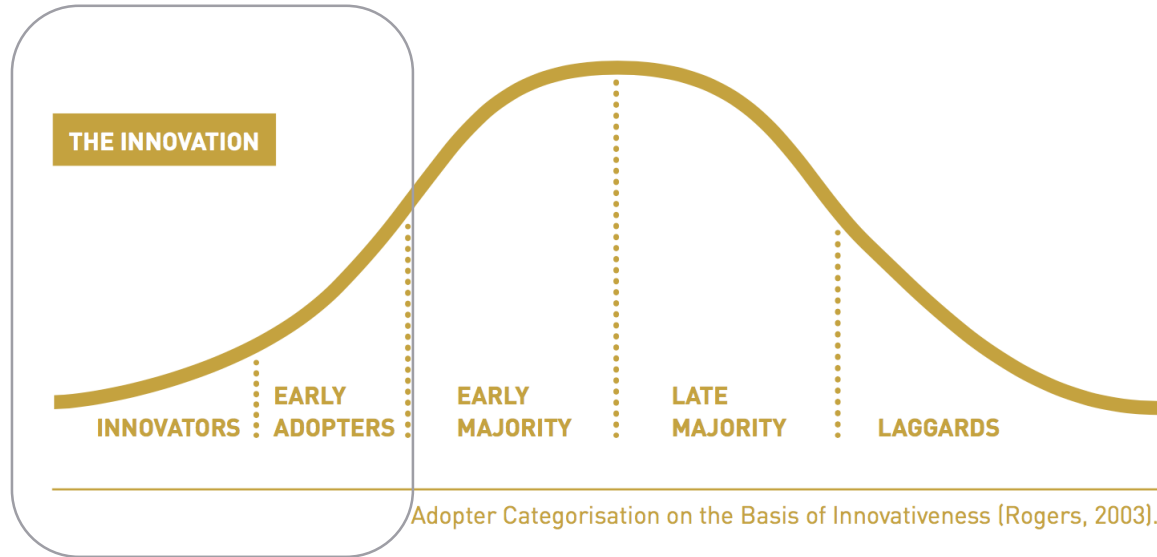 THE INNOVATION
INNOVATORS
EARLY
ADOPTERS
EARLY
MAJORITY
LATE
MAJORITY
LAGGARDS
Adopter Categorisation on the Basis of Innovativeness (Rogers, 2003).